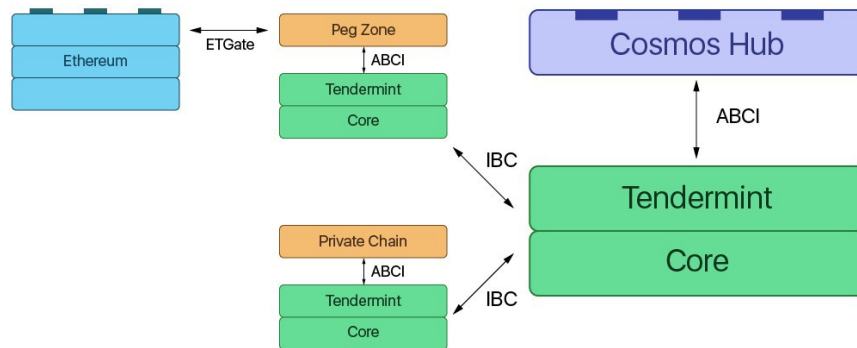 Ethereum
ETGate
Peg Zone
ABCI
Tendermint
Core
IBC
Cosmos Hub
ABCI
Tendermint
Core
Private Chain
ABCI
Tendermint
Core
IBC